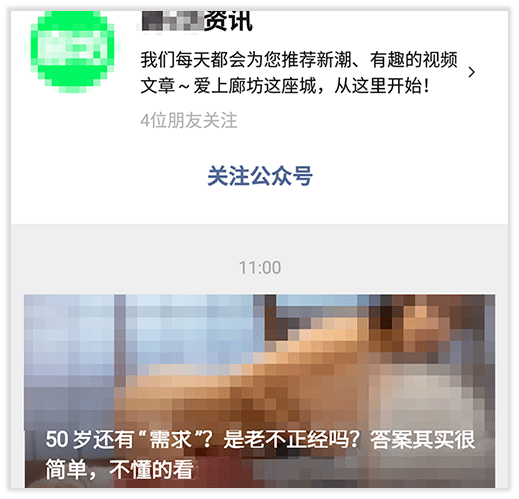 资讯
我们每天都会为您推荐新潮、有趣的视频
文章～爱上廊坊这座城，从这里开始！
4位朋友关注
关注公众号
11:00
50岁还有“需求”？是老不正经吗？答案其实很
简单，不懂的看